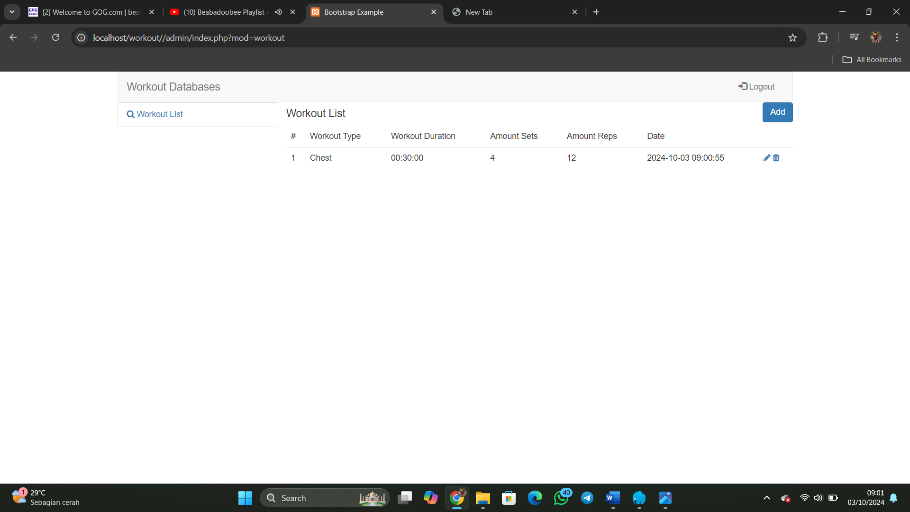 [2] Welcome to GOG.com | bes
(10) Beabadoobee Playlist -
Bootstrap Example
New Tab
localhost/workout//admin/index.php?mod=workout
All Bookmarks
Workout Databases
Logout
Workout List
Workout List
Add
# Workout Type Workout Duration Amount Sets Amount Reps Date
1 Chest 00:30:00 4 12 2024-10-03 09:00:55
1
29°C
Sebagian cerah
Search
40
09:01
03/10/2024